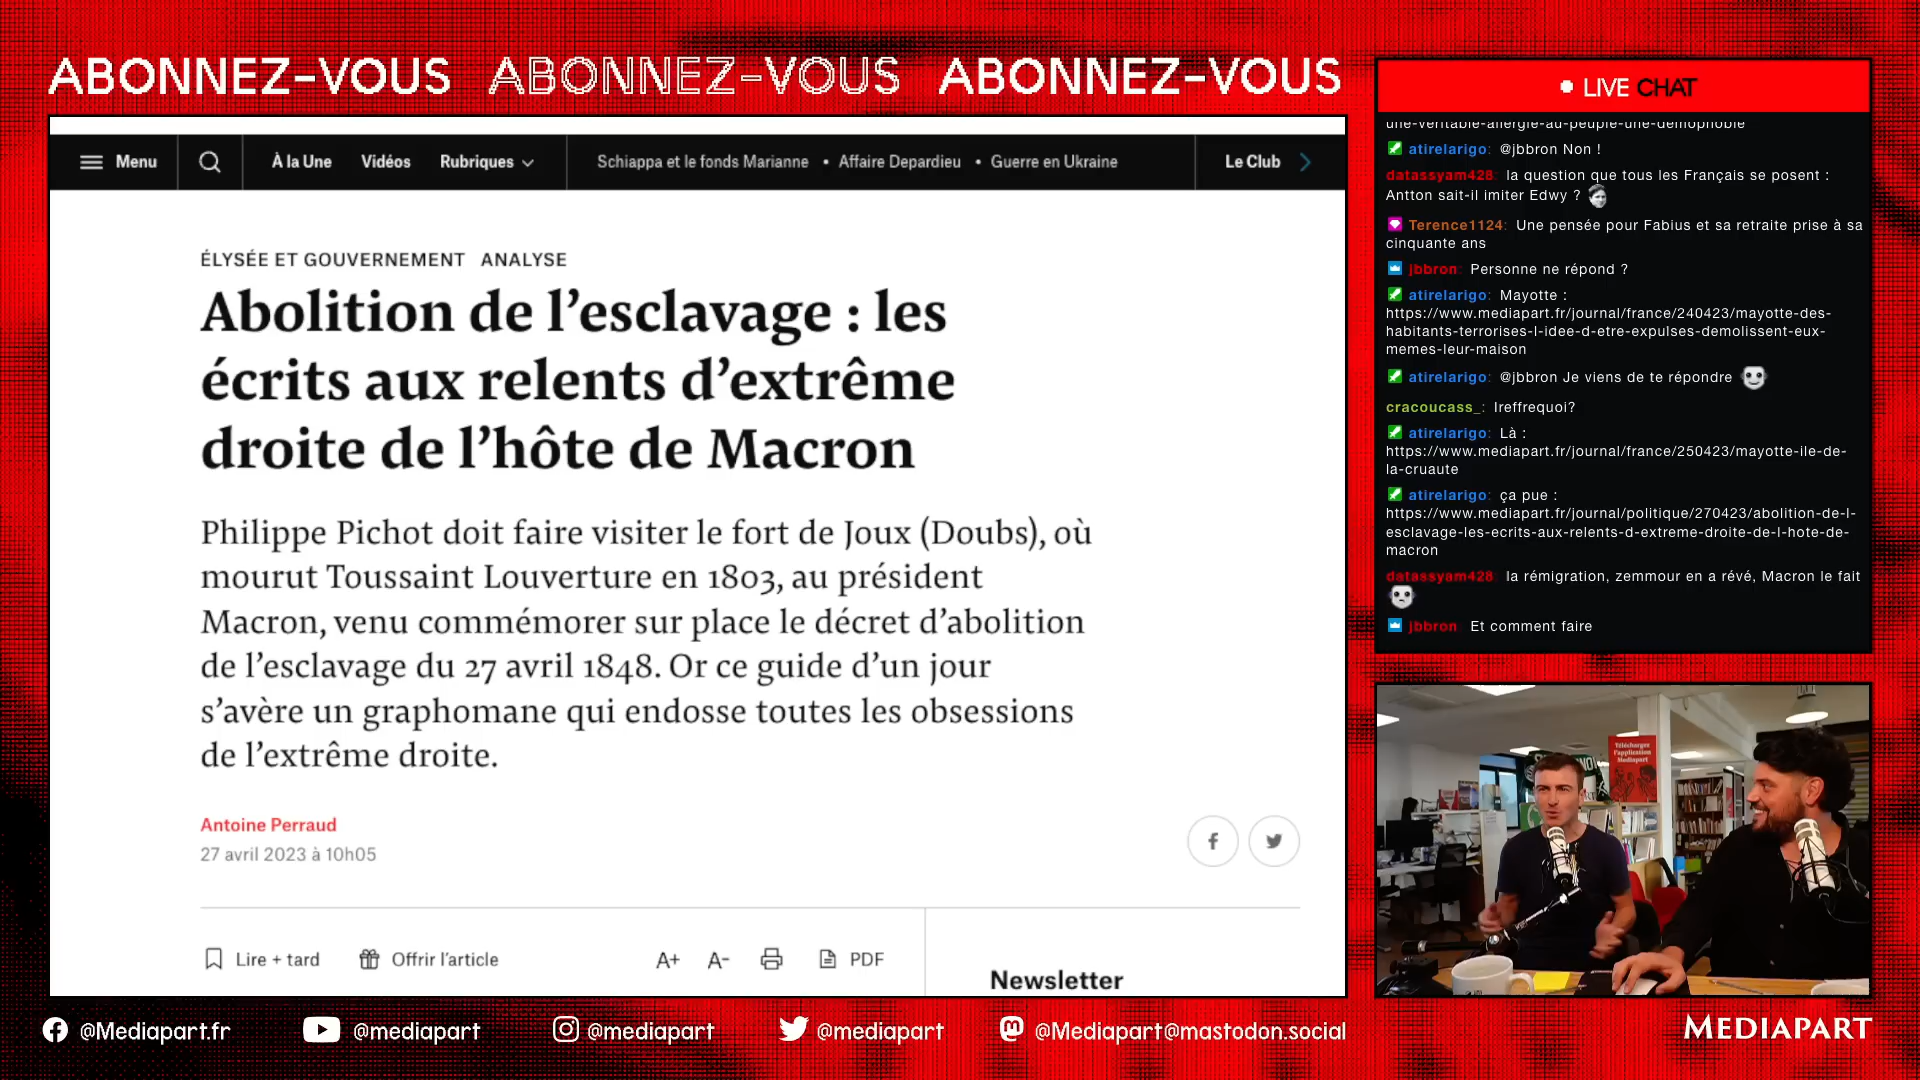 ABONNEZ-VOUS ABONNEZ-VOUS ABONNEZ-VOUS
Menu
À la Une Vidéos Rubriques
Schiappa et le fonds Marianne • Affaire Depardieu • Guerre en Ukraine
Le Club
ÉLYSÉE ET GOUVERNEMENT ANALYSE
Abolition de l’esclavage : les
écrits aux relents d’extrême
droite de l’hôte de Macron
Philippe Pichot doit faire visiter le fort de Joux (Doubs), où
mourut Toussaint Louverture en 1803, au président
Macron, venu commémorer sur place le décret d’abolition
de l’esclavage du 27 avril 1848. Or ce guide d’un jour
s’avère un graphomane qui endosse toutes les obsessions
de l’extrême droite.
Antoine Perraud
27 avril 2023 à 10h05
Lire + tard Offrir l’article A+ A- PDF
Newsletter
LIVE CHAT
une-veritable-allergie-au-peuple-une-demophobie
atirelarigo: @jbbron Non !
datassyam428: la question que tous les Français se posent :
Antton sait-il imiter Edwy ?
Terence1124: Une pensée pour Fabius et sa retraite prise à sa
cinquante ans
jbbron: Personne ne répond ?
atirelarigo: Mayotte :
https://www.mediapart.fr/journal/france/240423/mayotte-des-
habitants-terrorises-l-idee-d-etre-expulses-demolissent-eux-
memes-leur-maison
atirelarigo: @jbbron Je viens de te répondre
cracoucass_: Ireffrequoi?
atirelarigo: Là :
https://www.mediapart.fr/journal/france/250423/mayotte-ile-de-
la-cruaute
atirelarigo: ça pue :
https://www.mediapart.fr/journal/politique/270423/abolition-de-l-
esclavage-les-ecrits-aux-relents-d-extreme-droite-de-l-hote-de-
macron
datassyam428: la rémigration, zemmour en a rêvé, Macron le fait
jbbron: Et comment faire
Téléchargez
l'application
Mediapart
@Mediapart.fr @mediapart @mediapart @mediapart @Mediapart@mastodon.social
MEDIAPART